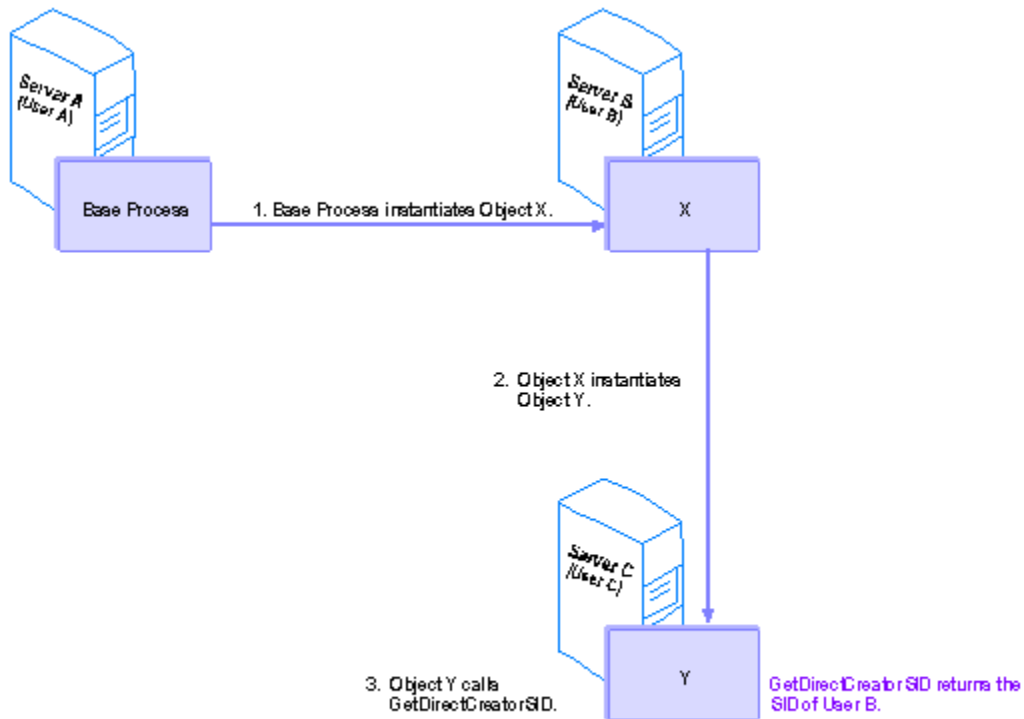 Server A
(User A)
Server B
(User B)
Base Process
1. Base Process instantiates Object X.
X
2. Object X instantiates
Object Y.
Server C
(User C)
3. Object Y calls
GetDirectCreatorSID.
Y
GetDirectCreatorSID returns the
SID of User B.